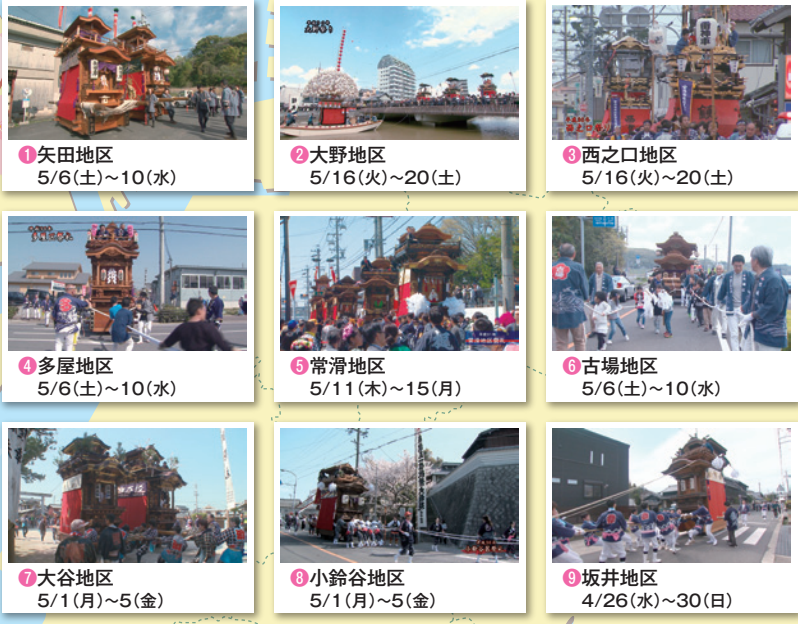 ❶矢田地区
5/6(土)~10(水)
❷大野地区
5/16(火)~20(土)
❸西之口地区
5/16(火)~20(土)
❹多屋地区
5/6(土)~10(水)
❺常滑地区
5/11(木)~15(月)
❻古場地区
5/6(土)~10(水)
❼大谷地区
5/1(月)~5(金)
❽小鈴谷地区
5/1(月)~5(金)
❾坂井地区
4/26(水)~30(日)